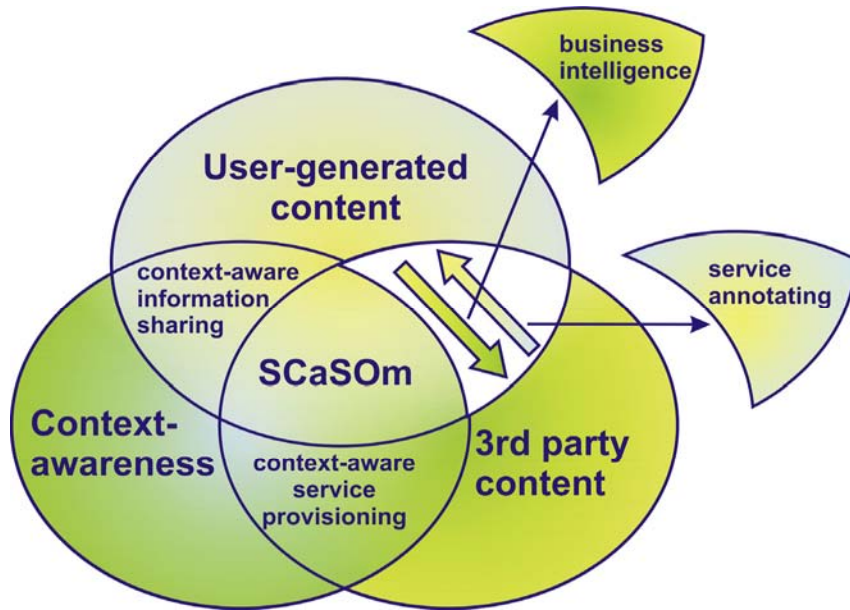 business
intelligence
User-generated
content
context-aware
information
sharing
service
annotating
SCaSOm
Context-
awareness
3rd party
content
context-aware
service
provisioning